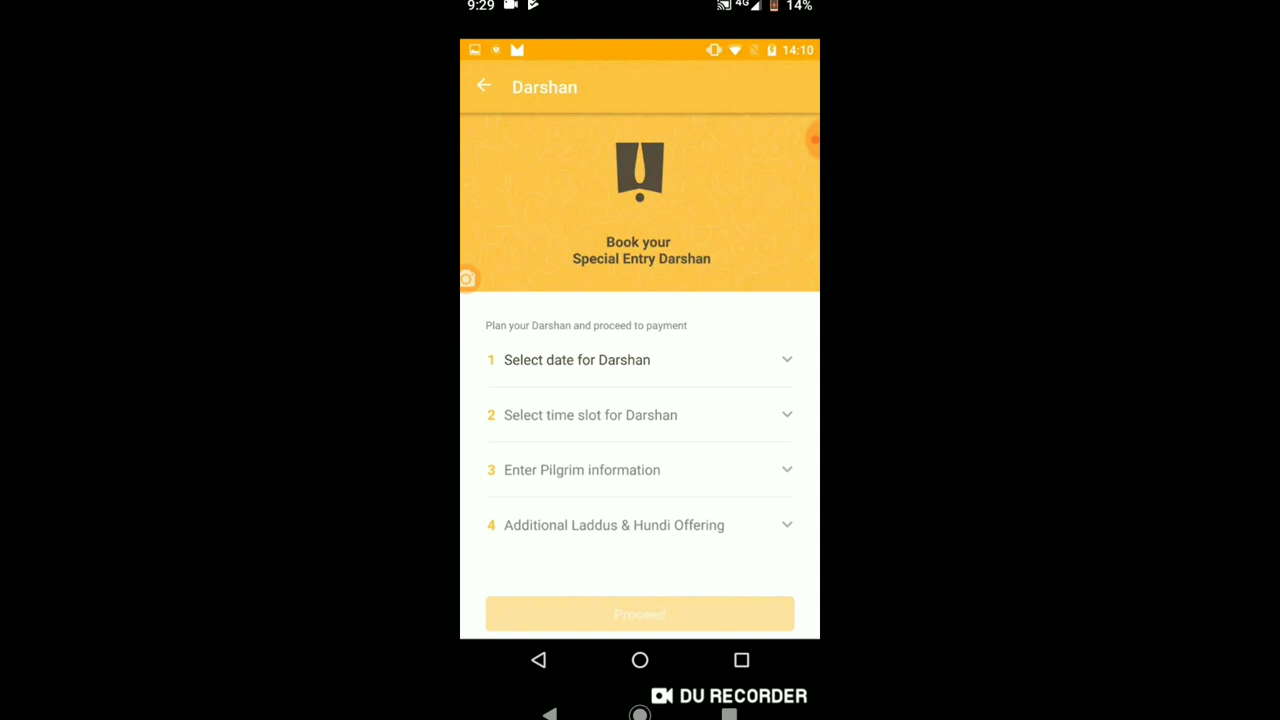 9:29 4G 14%
14:10
Darshan
Book your
Special Entry Darshan
Plan your Darshan and proceed to payment
1 Select date for Darshan
2 Select time slot for Darshan
3 Enter Pilgrim information
4 Additional Laddus & Hundi Offering
Proceed
DU RECORDER